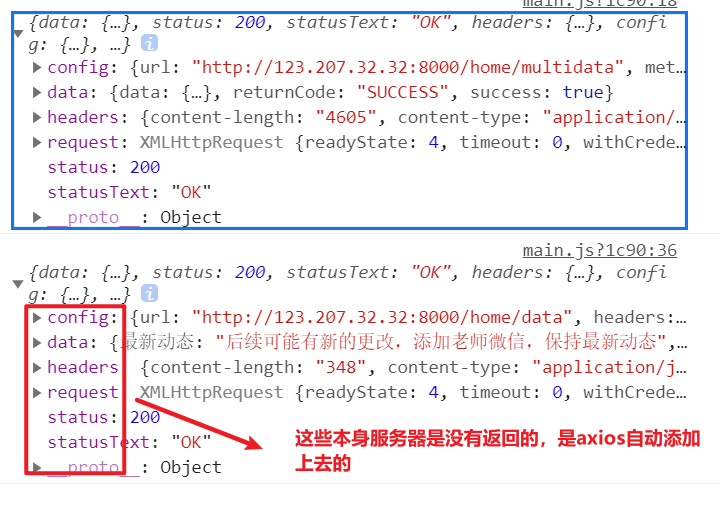 main.js?1c90:18
{data: {…}, status: 200, statusText: "OK", headers: {…}, confi
g: {…}, …}
config: {url: "http://123.207.32.32:8000/home/multidata", met…
data: {data: {…}, returnCode: "SUCCESS", success: true}
headers: {content-length: "4605", content-type: "application/…
request: XMLHttpRequest {readyState: 4, timeout: 0, withCrede…
status: 200
statusText: "OK"
__proto__: Object
main.js?1c90:36
{data: {…}, status: 200, statusText: "OK", headers: {…}, confi
g: {…}, …}
config: {url: "http://123.207.32.32:8000/home/data", headers:…
data: {最新动态: "后续可能有新的更改，添加老师微信，保持最新动态",…
headers {content-length: "348", content-type: "application/j…
request XMLHttpRequest {readyState: 4, timeout: 0, withCrede…
status: 200
statusText: "OK"
__proto__: Object
这些本身服务器是没有返回的，是axios自动添加
上去的